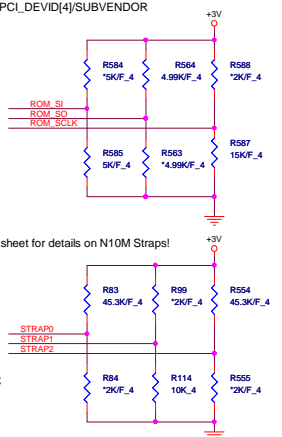 PCI_DEVID[4]/SUBVENDOR
+3V
R584
*5K/F_4
R564
4.99K/F_4
R588
*2K/F_4
ROM_SI
ROM_SO
ROM_SCLK
R585
5K/F_4
R563
*4.99K/F_4
R587
15K/F_4
sheet for details on N10M Straps!
+3V
R83
45.3K/F_4
R99
*2K/F_4
R554
45.3K/F_4
STRAP0
STRAP1
STRAP2
R84
*2K/F_4
R114
10K_4
R555
*2K/F_4